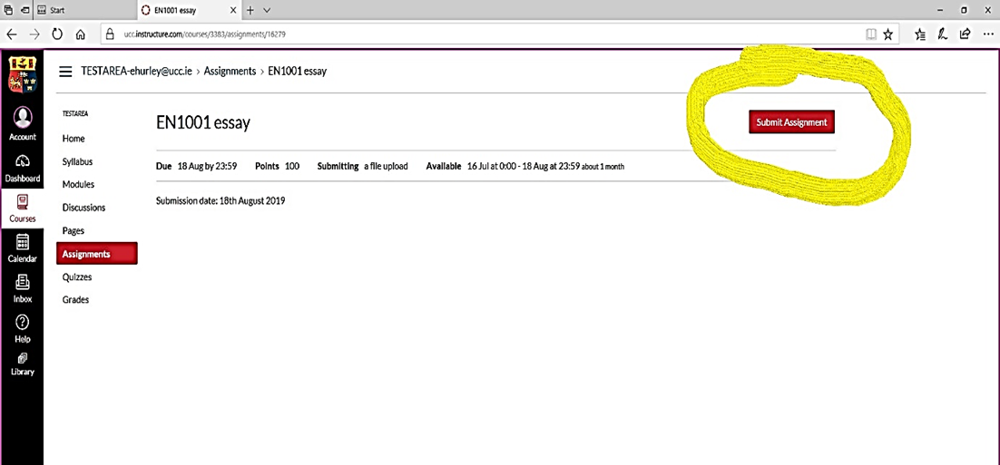 Start
EN1001 essay
ucc.instructure.com/courses/3383/assignments/16279
TESTAREA-ehurley@ucc.ie > Assignments > EN1001 essay
Account
Dashboard
Courses
Calendar
Inbox
Help
Library
TESTAREA
Home
Syllabus
Modules
Discussions
Pages
Assignments
Quizzes
Grades
EN1001 essay
Submit Assignment
Due 18 Aug by 23:59 Points 100 Submitting a file upload Available 16 Jul at 0:00 - 18 Aug at 23:59 about 1 month
Submission date: 18th August 2019